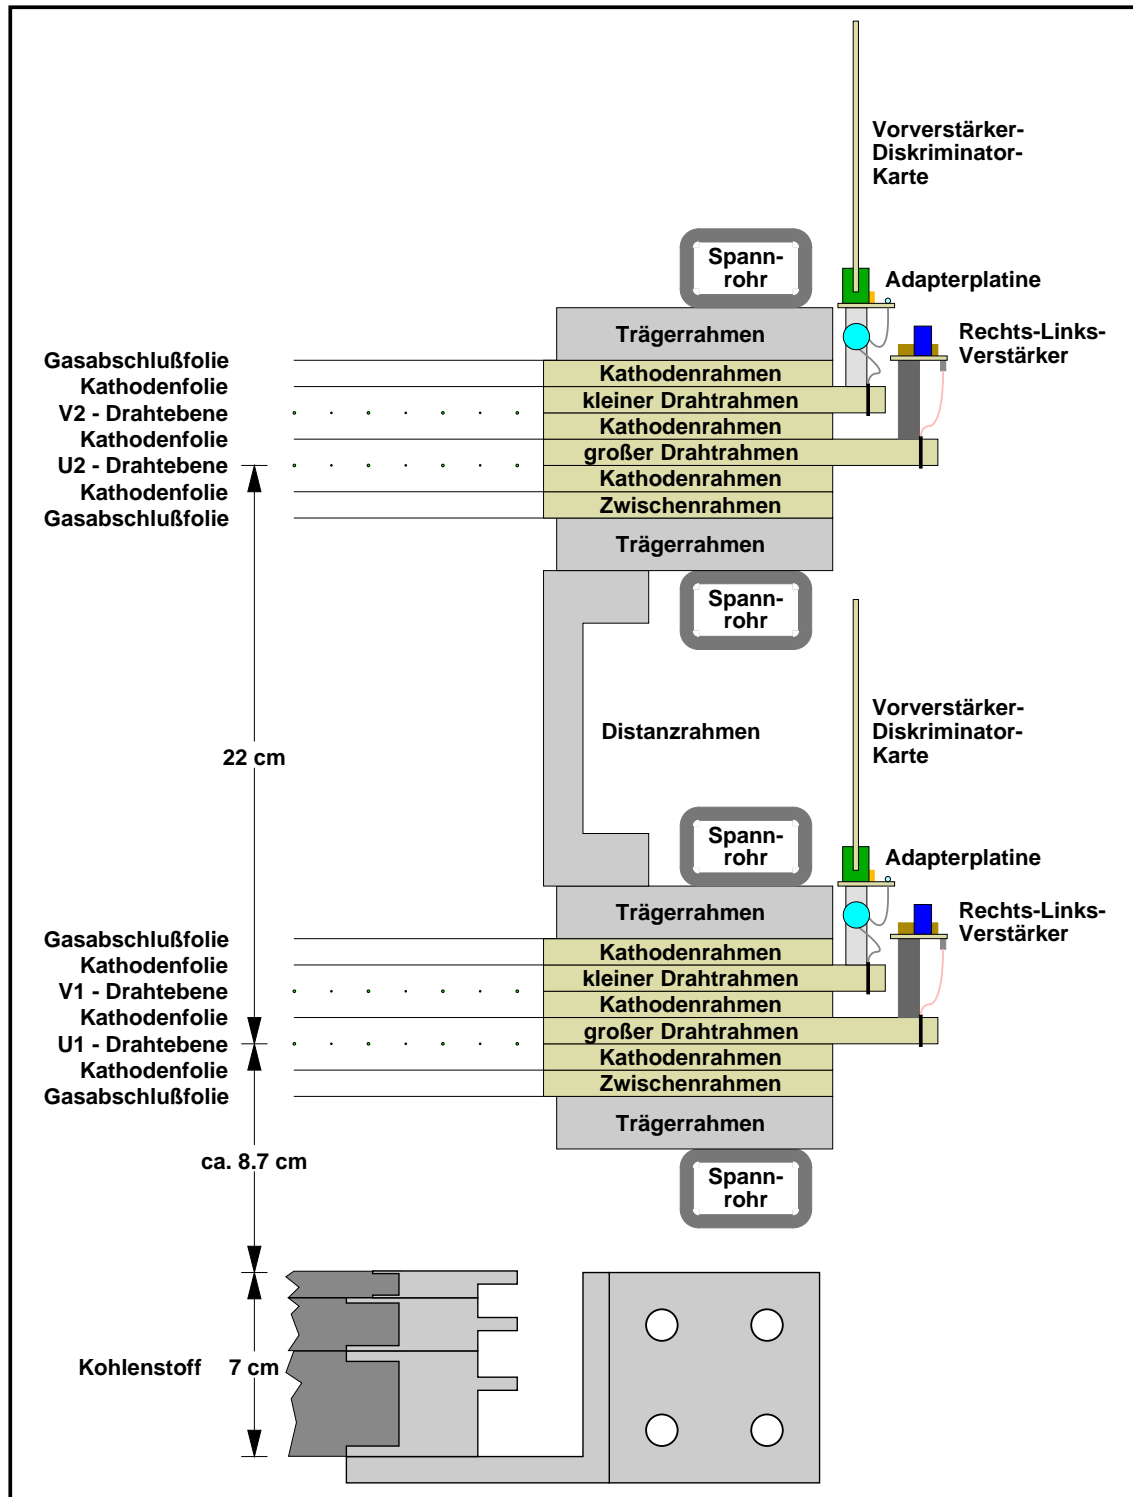 Vorverstärker-
Diskriminator-
Karte
Spann-
rohr
Adapterplatine
Trägerrahmen
Rechts-Links-
Verstärker
Gasabschlußfolie
Kathodenrahmen
Kathodenfolie
kleiner Drahtrahmen
V2 - Drahtebene
Kathodenrahmen
Kathodenfolie
großer Drahtrahmen
U2 - Drahtebene
Kathodenrahmen
Kathodenfolie
Zwischenrahmen
Gasabschlußfolie
Trägerrahmen
Spann-
rohr
Vorverstärker-
Diskriminator-
Karte
Distanzrahmen
22 cm
Spann-
rohr
Adapterplatine
Trägerrahmen
Rechts-Links-
Verstärker
Gasabschlußfolie
Kathodenrahmen
Kathodenfolie
kleiner Drahtrahmen
V1 - Drahtebene
Kathodenrahmen
Kathodenfolie
großer Drahtrahmen
U1 - Drahtebene
Kathodenrahmen
Kathodenfolie
Zwischenrahmen
Gasabschlußfolie
Trägerrahmen
ca. 8.7 cm
Spann-
rohr
Kohlenstoff 7 cm